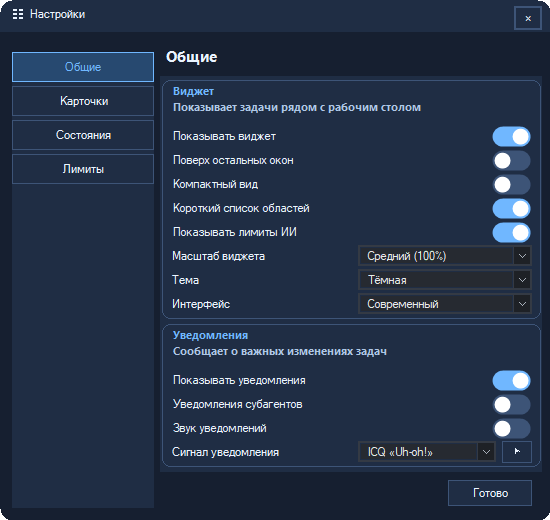 Настройки
Общие
Карточки
Состояния
Лимиты
Общие
Виджет
Показывает задачи рядом с рабочим столом
Показывать виджет
Поверх остальных окон
Компактный вид
Короткий список областей
Показывать лимиты ИИ
Масштаб виджета Средний (100%)
Тема Тёмная
Интерфейс Современный
Уведомления
Сообщает о важных изменениях задач
Показывать уведомления
Уведомления субагентов
Звук уведомлений
Сигнал уведомления ICQ «Uh-oh!»
Готово